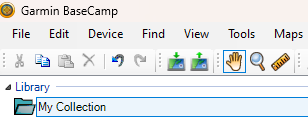 Garmin BaseCamp
File Edit Device Find View Tools Maps
Library
My Collection